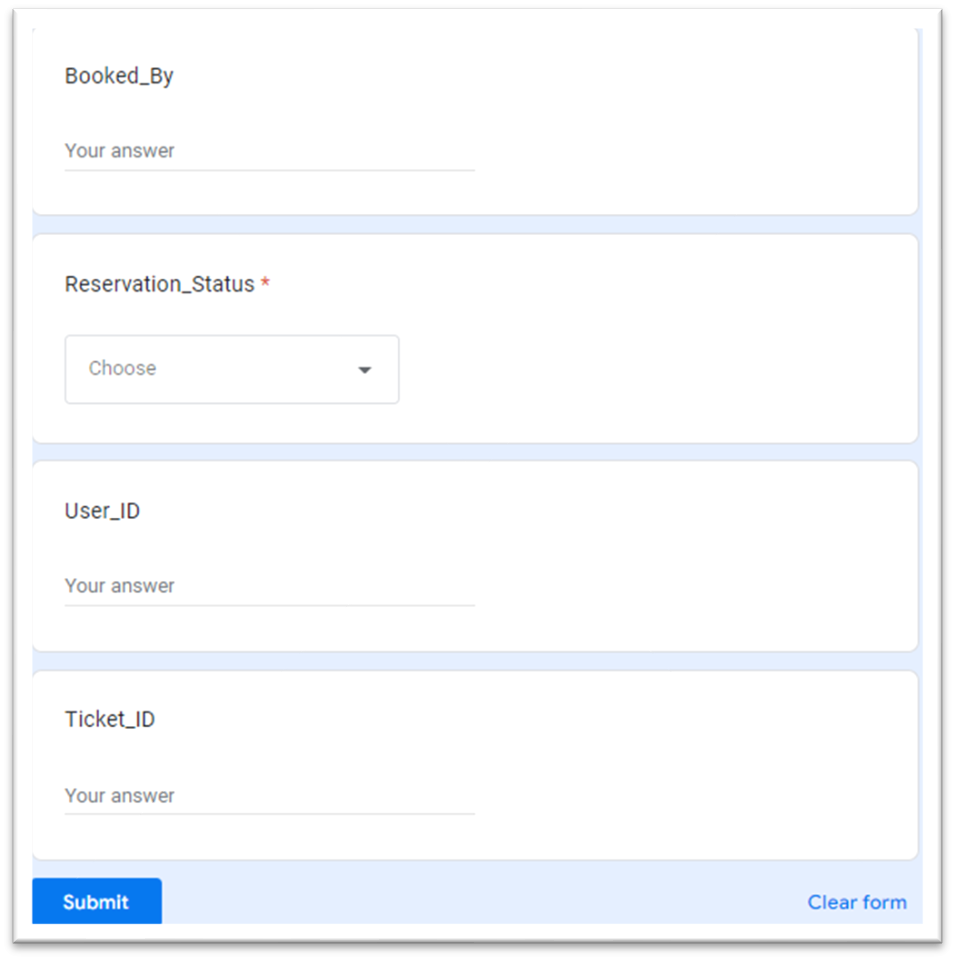 Booked_By
Your answer
Reservation_Status *
Choose
User_ID
Your answer
Ticket_ID
Your answer
Submit
Clear form